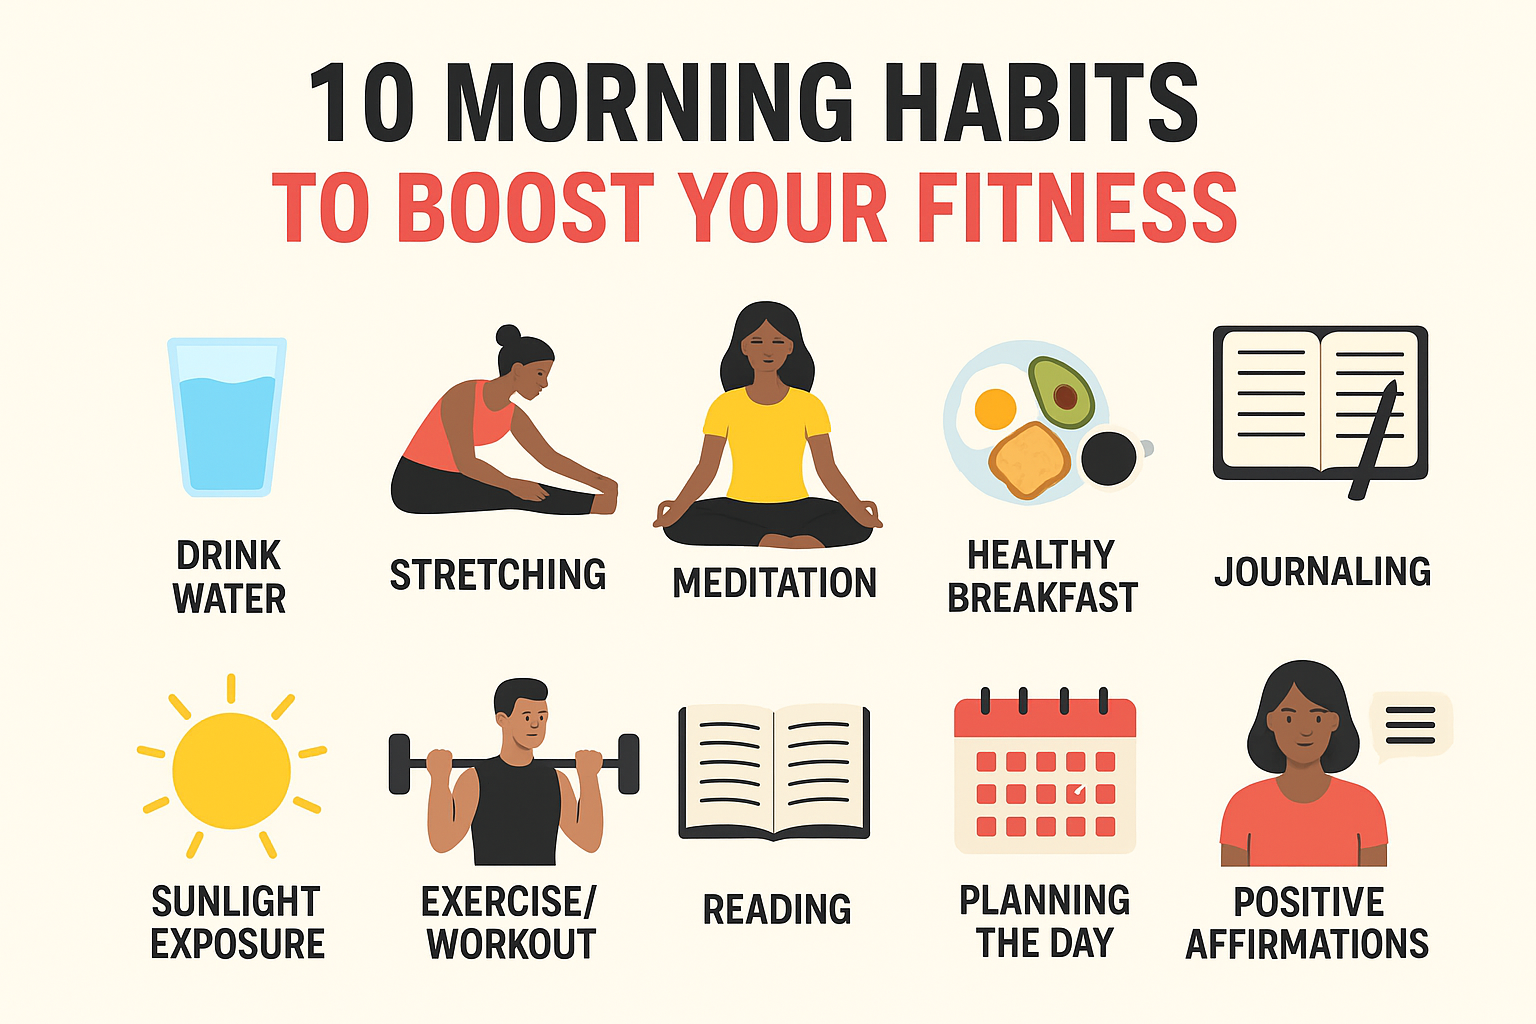 10 MORNING HABITS
TO BOOST YOUR FITNESS
DRINK
WATER
STRETCHING
MEDITATION
HEALTHY
BREAKFAST
JOURNALING
SUNLIGHT
EXPOSURE
EXERCISE/
WORKOUT
READING
PLANNING
THE DAY
POSITIVE
AFFIRMATIONS